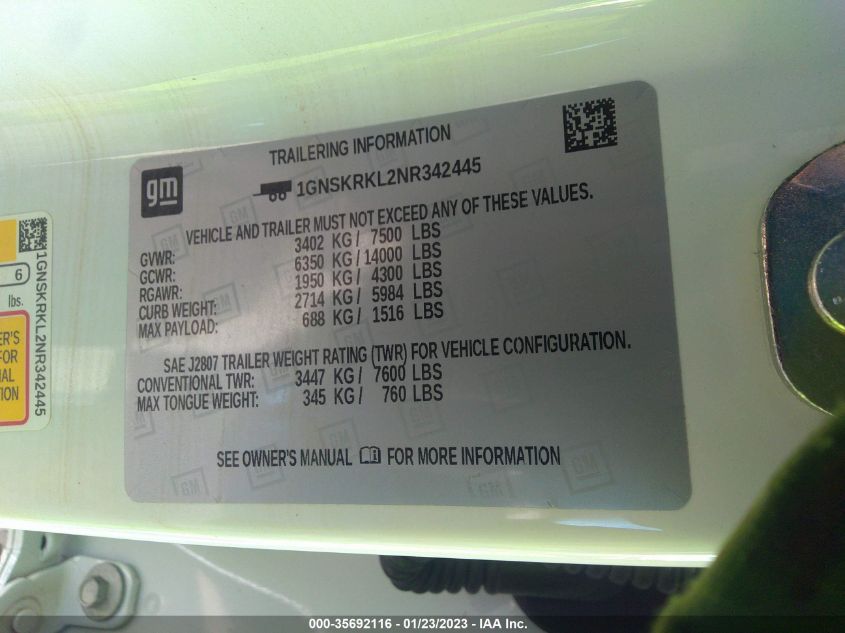 TRAILERING INFORMATION
gm
1GNSKRKL2NR342445
VEHICLE AND TRAILER MUST NOT EXCEED ANY OF THESE VALUES.
GVWR: 3402 KG / 7500 LBS
GCWR: 6350 KG / 14000 LBS
RGAWR: 1950 KG / 4300 LBS
CURB WEIGHT: 2714 KG / 5984 LBS
MAX PAYLOAD: 688 KG / 1516 LBS
SAE J2807 TRAILER WEIGHT RATING (TWR) FOR VEHICLE CONFIGURATION.
CONVENTIONAL TWR: 3447 KG / 7600 LBS
MAX TONGUE WEIGHT: 345 KG / 760 LBS
SEE OWNER'S MANUAL FOR MORE INFORMATION
1GNSKRKL2NR342445
6
lbs.
ER'S
FOR
NAL
TION
000-35692116 - 01/23/2023 - IAA Inc.